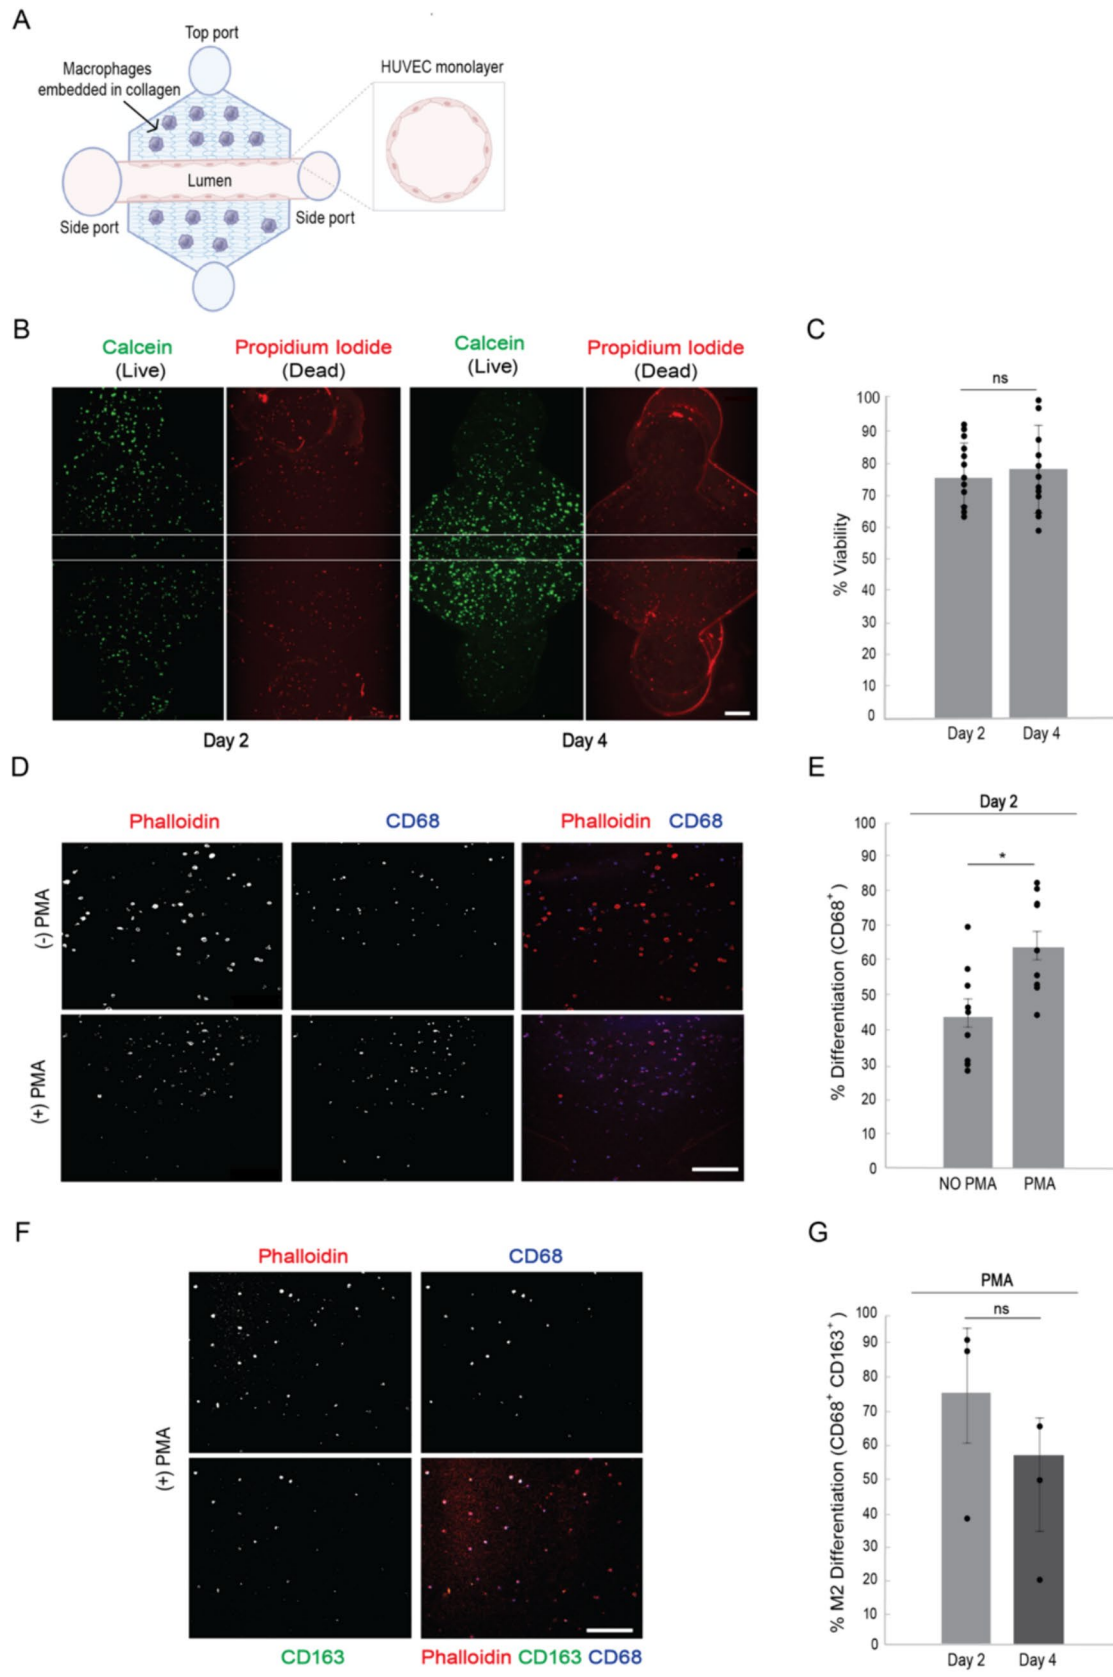 A
Top port
Macrophages
embedded in collagen
HUVEC monolayer
Lumen
Side port
Side port
B
Calcein
(Live)
Propidium Iodide
(Dead)
Calcein
(Live)
Propidium Iodide
(Dead)
Day 2
Day 4
C
ns
100
90
80
70
60
50
40
30
20
10
0
% Viability
Day 2
Day 4
D
Phalloidin
CD68
Phalloidin CD68
(-) PMA
(+) PMA
E
Day 2
*
100
90
80
70
60
50
40
30
20
10
0
% Differentiation (CD68+)
NO PMA
PMA
F
Phalloidin
CD68
(+) PMA
CD163
Phalloidin CD163 CD68
G
PMA
ns
100
90
80
70
60
50
40
30
20
10
0
% M2 Differentiation (CD68+ CD163+)
Day 2
Day 4